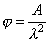 φ = A / λ²